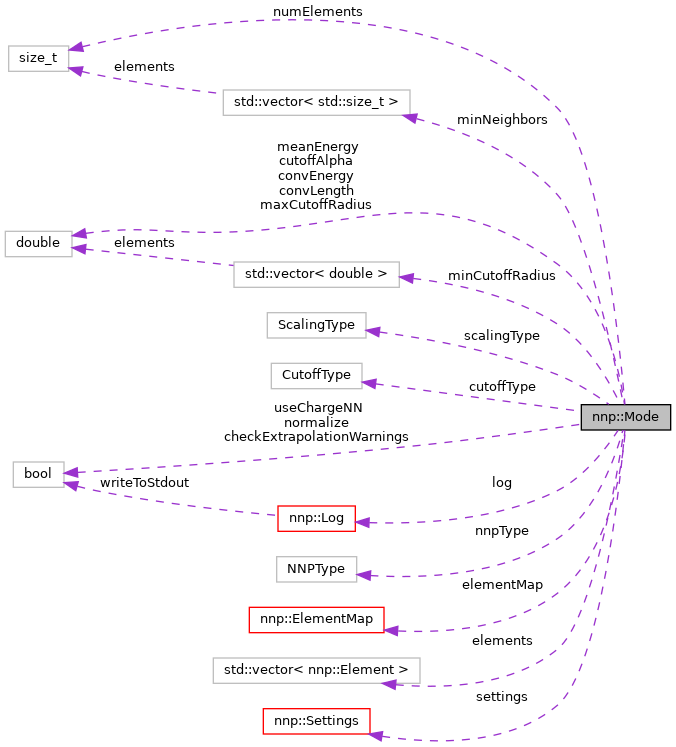 numElements
size_t
elements
std::vector< std::size_t >
minNeighbors
meanEnergy
cutoffAlpha
convEnergy
convLength
maxCutoffRadius
double
elements
std::vector< double >
minCutoffRadius
ScalingType
scalingType
CutoffType
cutoffType
nnp::Mode
useChargeNN
normalize
checkExtrapolationWarnings
bool
writeToStdout
log
nnp::Log
nnpType
NNPType
elementMap
nnp::ElementMap
elements
std::vector< nnp::Element >
settings
nnp::Settings